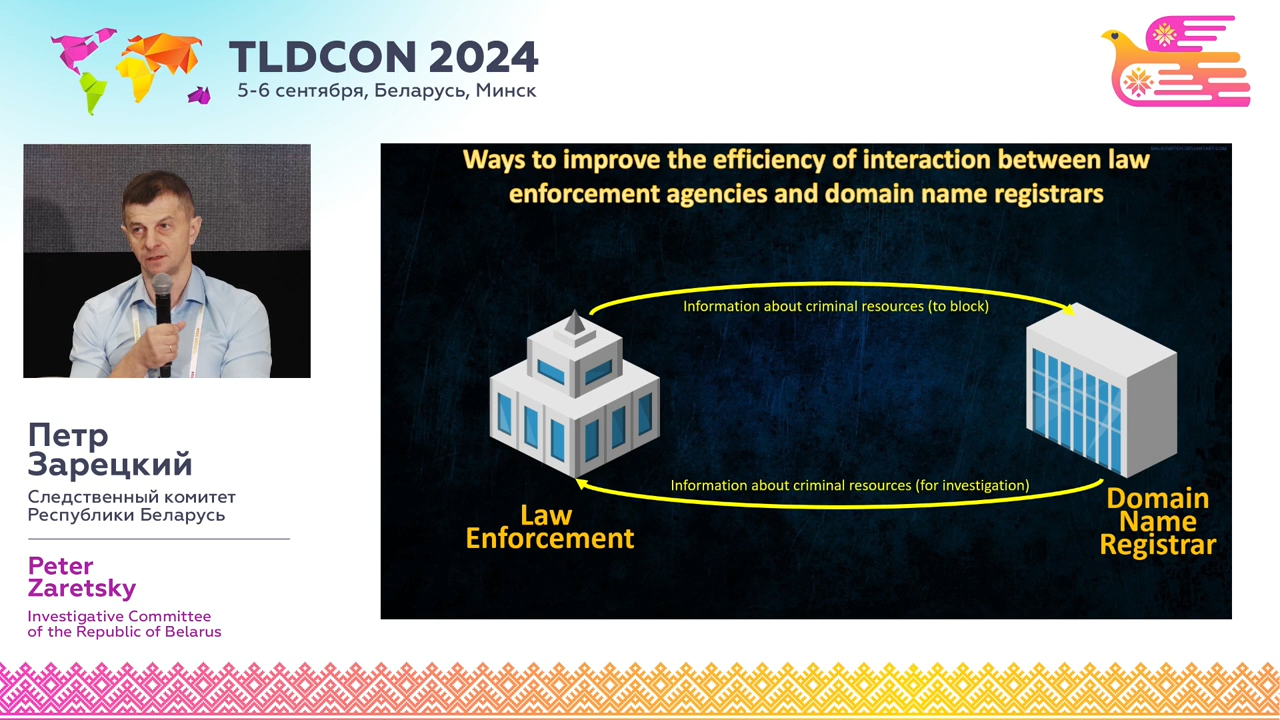 TLDCON 2024
5-6 сентября, Беларусь, Минск
Ways to improve the efficiency of interaction between law
enforcement agencies and domain name registrars
Information about criminal resources (to block)
Information about criminal resources (for investigation)
Law
Enforcement
Domain
Name
Registrar
Петр
Зарецкий
Следственный комитет
Республики Беларусь
Peter
Zaretsky
Investigative Committee
of the Republic of Belarus